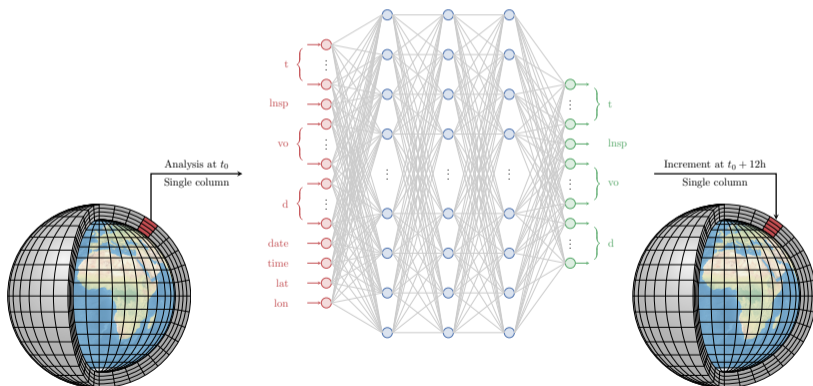 Analysis at t₀
Single column
t
lnsp
vo
d
date
time
lat
lon
t
lnsp
vo
d
Increment at t₀ + 12h
Single column